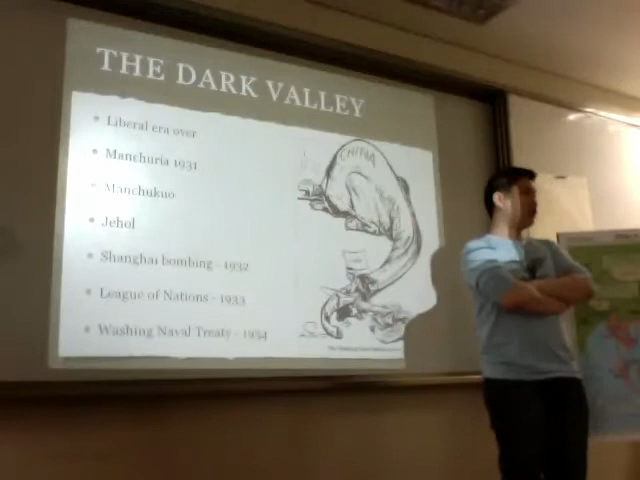 THE DARK VALLEY
Liberal era over
Manchuria 1931
Manchukuo
Jehol
Shanghai bombing - 1932
League of Nations - 1933
Washing Naval Treaty - 1934
CHINA